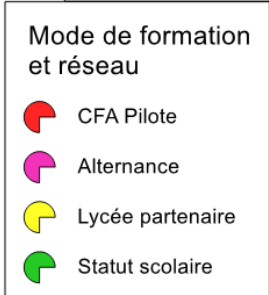 Mode de formation
et réseau
CFA Pilote
Alternance
Lycée partenaire
Statut scolaire